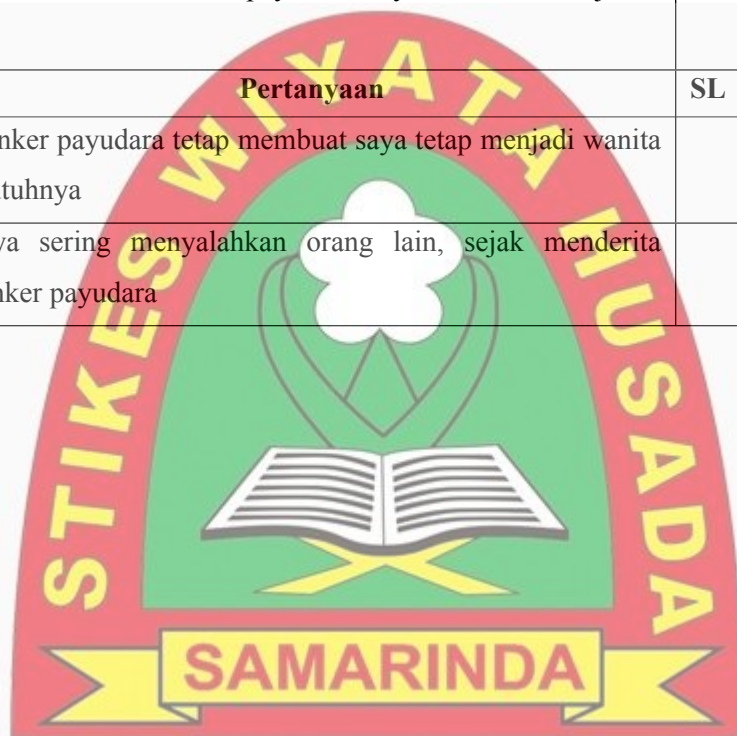 Pertanyaan SL
nker payudara tetap membuat saya tetap menjadi wanita
tuhnya
ya sering menyalahkan orang lain, sejak menderita
nker payudara
STIKES WIYATA HUSADA
SAMARINDA